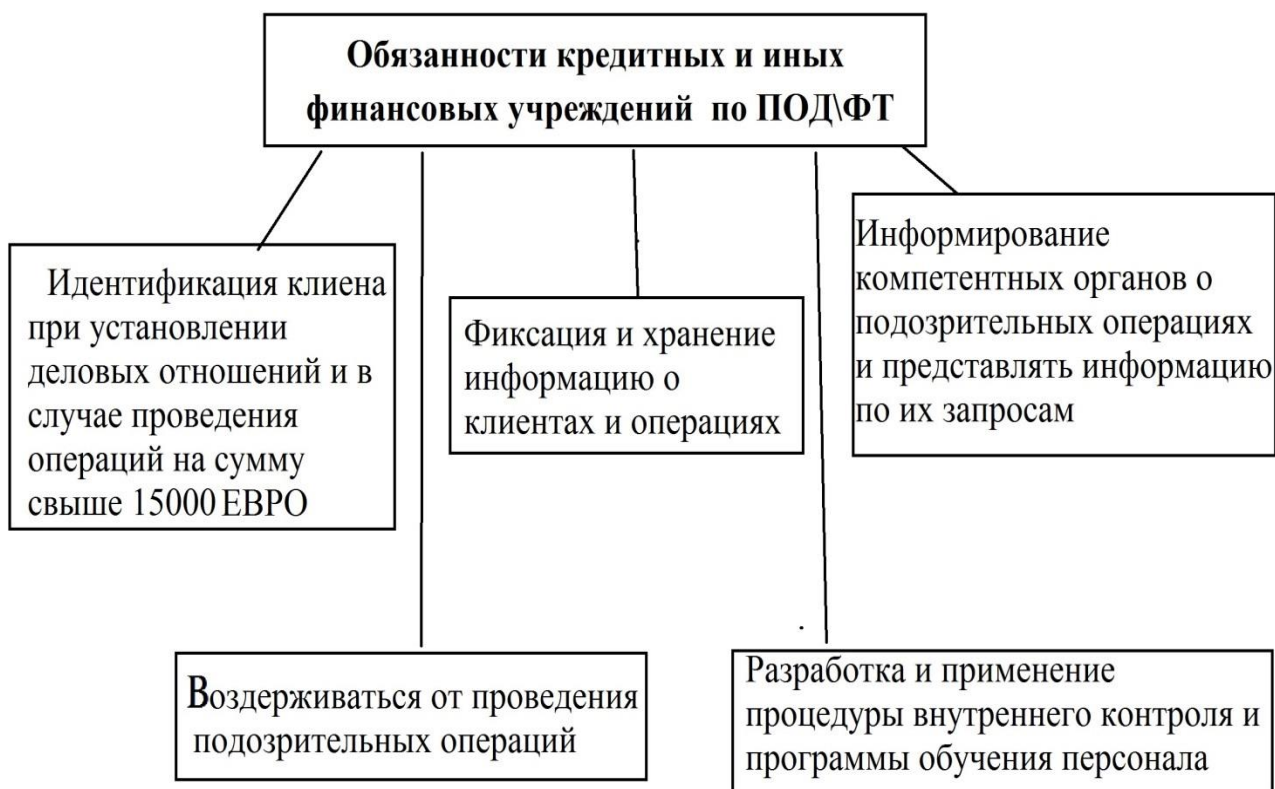 Обязанности кредитных и иных
финансовых учреждений по ПОД\ФТ
Идентификация клиена
при установлении
деловых отношений и в
случае проведения
операций на сумму
свыше 15000 ЕВРО
Фиксация и хранение
информацию о
клиентах и операциях
Информирование
компетентных органов о
подозрительных операциях
и представлять информацию
по их запросам
Воздерживаться от проведения
подозрительных операций
Разработка и применение
процедуры внутреннего контроля и
программы обучения персонала